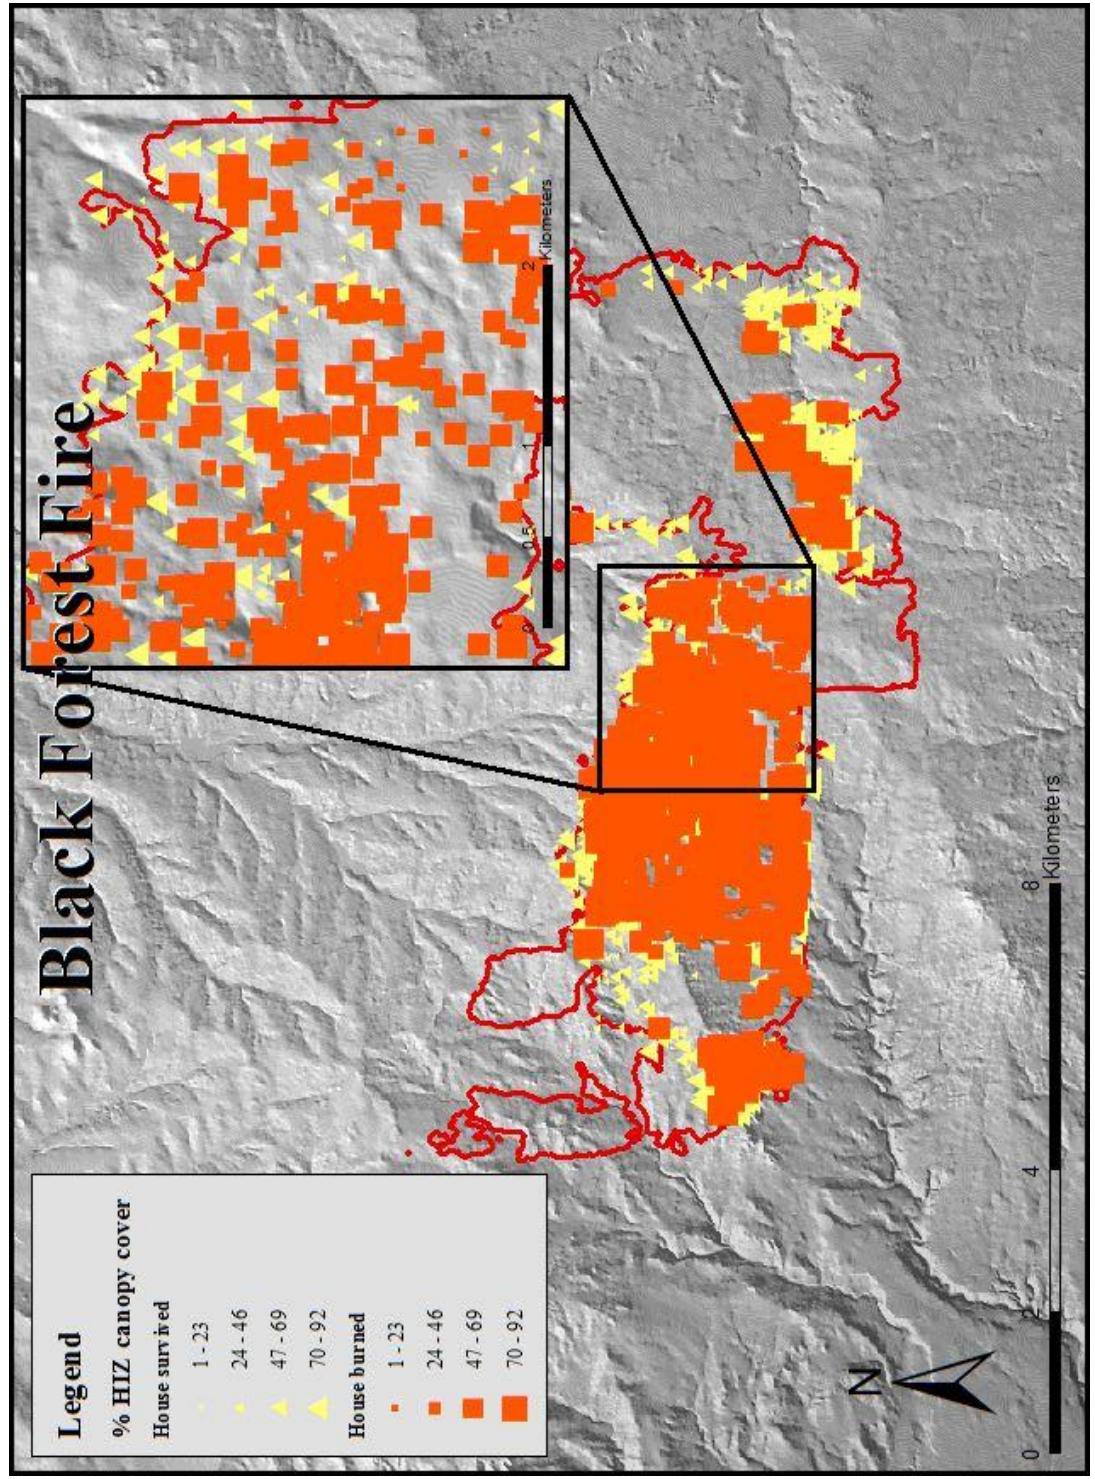 Black Forest Fire
Legend
% HIZ canopy cover
House survived
1 - 23
24 - 46
47 - 69
70 - 92
House burned
1 - 23
24 - 46
47 - 69
70 - 92
N
0 2 4 8
Kilometers
0 0.5 1 2
Kilometers